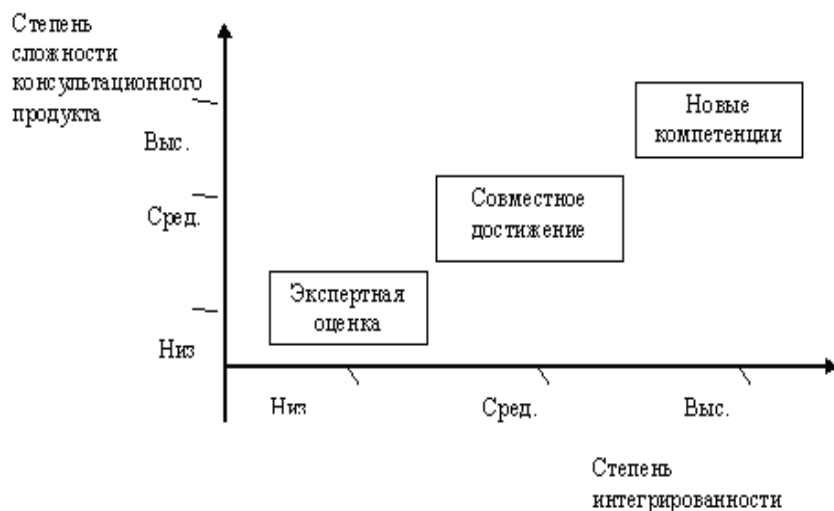 Степень
сложности
консультационного
продукта
Выс.
Сред.
Низ
Новые
компетенции
Совместное
достижение
Экспертная
оценка
Низ
Сред.
Выс.
Степень
интегрированности